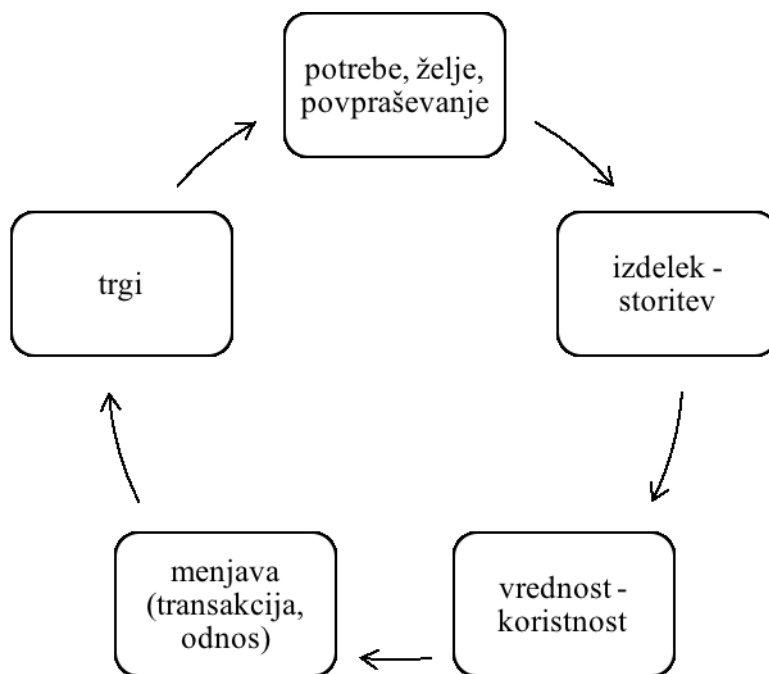 potrebe, želje,
povpraševanje
izdelek -
storitev
vrednost -
koristnost
menjava
(transakcija,
odnos)
trgi